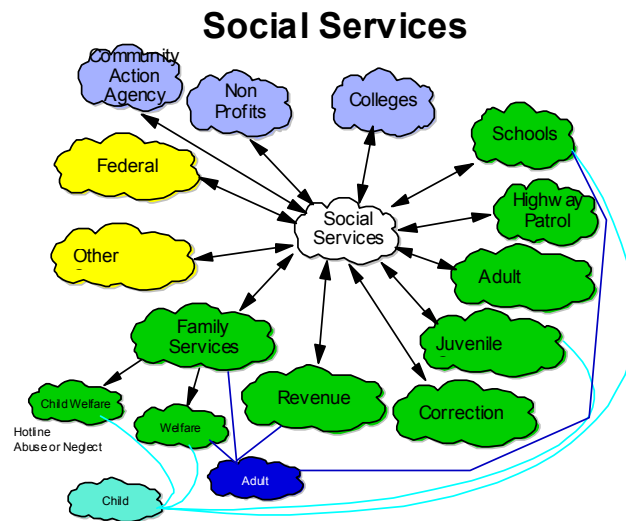 Social Services
Community
Action
Agency
Non
Profits
Colleges
Schools
Federal
Highway
Patrol
Social
Services
Other
Adult
Family
Services
Juvenile
Child Welfare
Revenue
Correction
Welfare
Hotline
Abuse or Neglect
Adult
Child